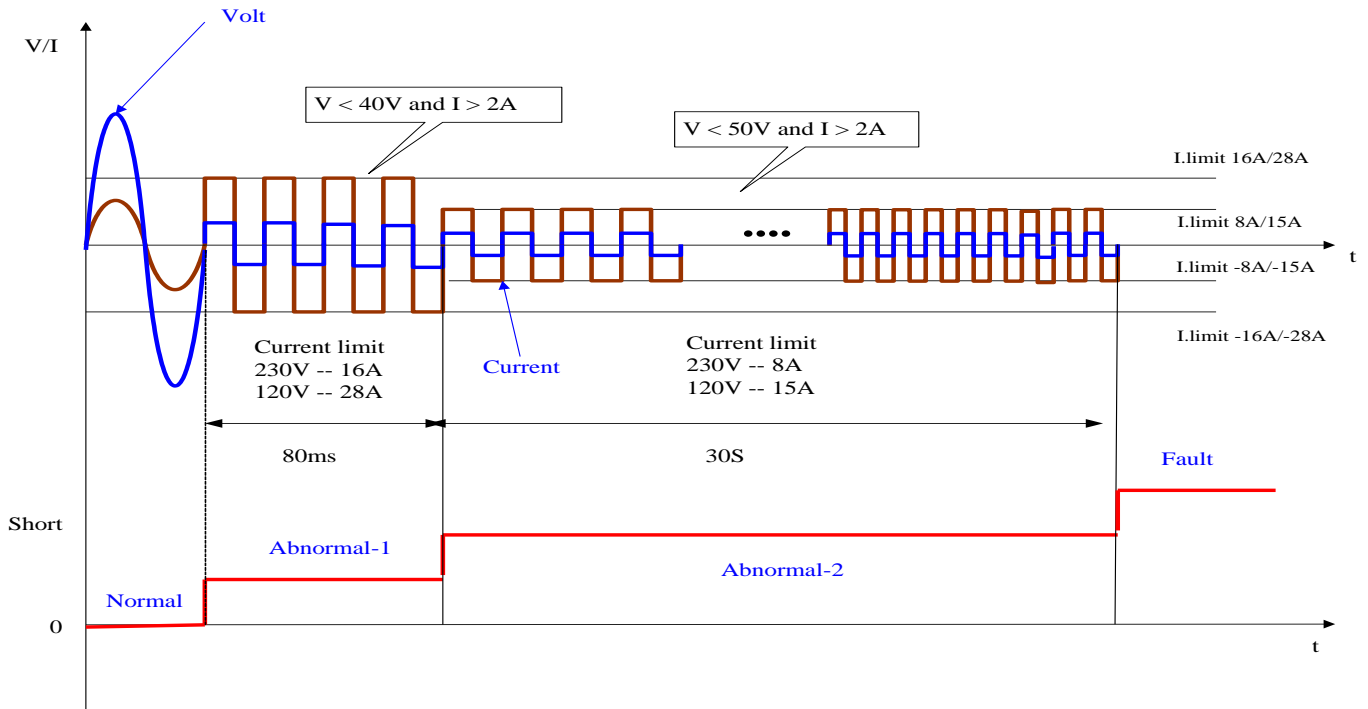 Volt
V/I
V < 40V and I > 2A
V < 50V and I > 2A
I.limit 16A/28A
I.limit 8A/15A
t
I.limit -8A/-15A
I.limit -16A/-28A
Current limit
230V -- 16A
120V -- 28A
Current
Current limit
230V -- 8A
120V -- 15A
80ms
30S
Fault
Short
Abnormal-1
Abnormal-2
Normal
0
t